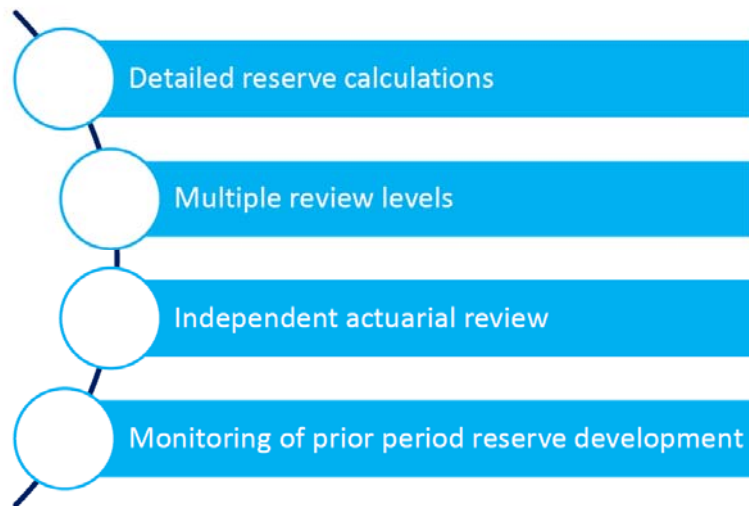 Detailed reserve calculations
Multiple review levels
Independent actuarial review
Monitoring of prior period reserve development